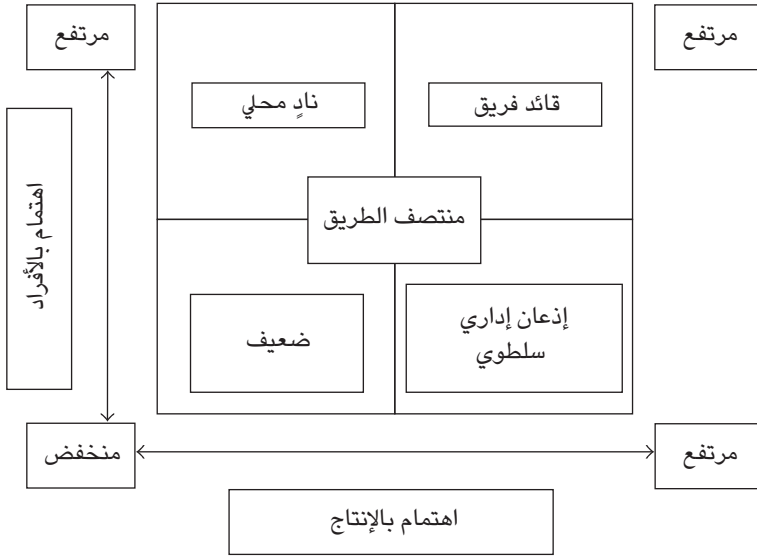 مرتفع
مرتفع
قائد فريق
نادٍ محلي
منتصف الطريق
اهتمام بالأفراد
إذعان إداري
سلطوي
ضعيف
مرتفع
منخفض
اهتمام بالإنتاج